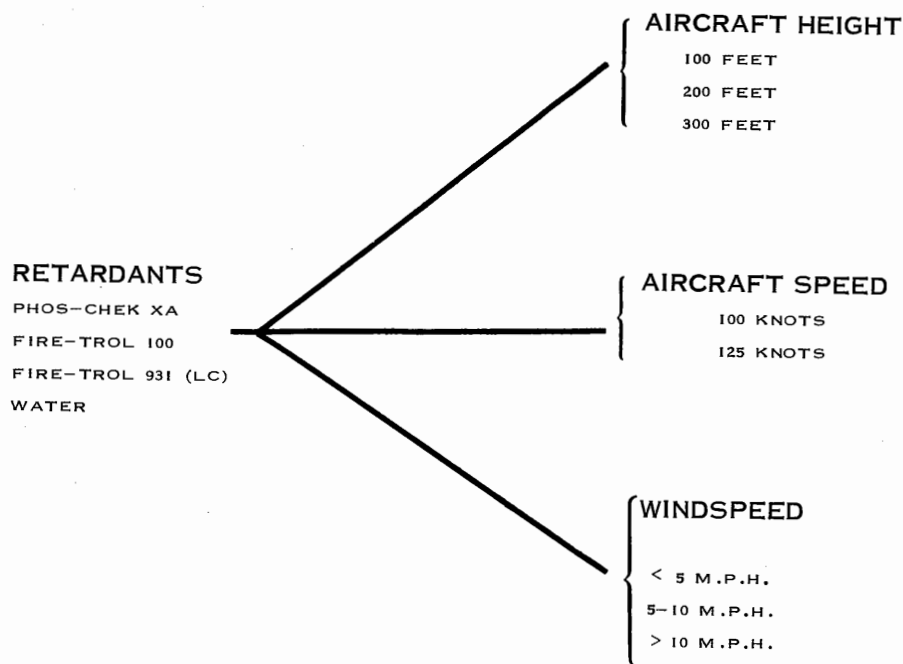 AIRCRAFT HEIGHT
100 FEET
200 FEET
300 FEET
RETARDANTS
PHOS-CHEK XA
FIRE-TROL 100
FIRE-TROL 931 (LC)
WATER
AIRCRAFT SPEED
100 KNOTS
125 KNOTS
WINDSPEED
< 5 M.P.H.
5-10 M.P.H.
> 10 M.P.H.